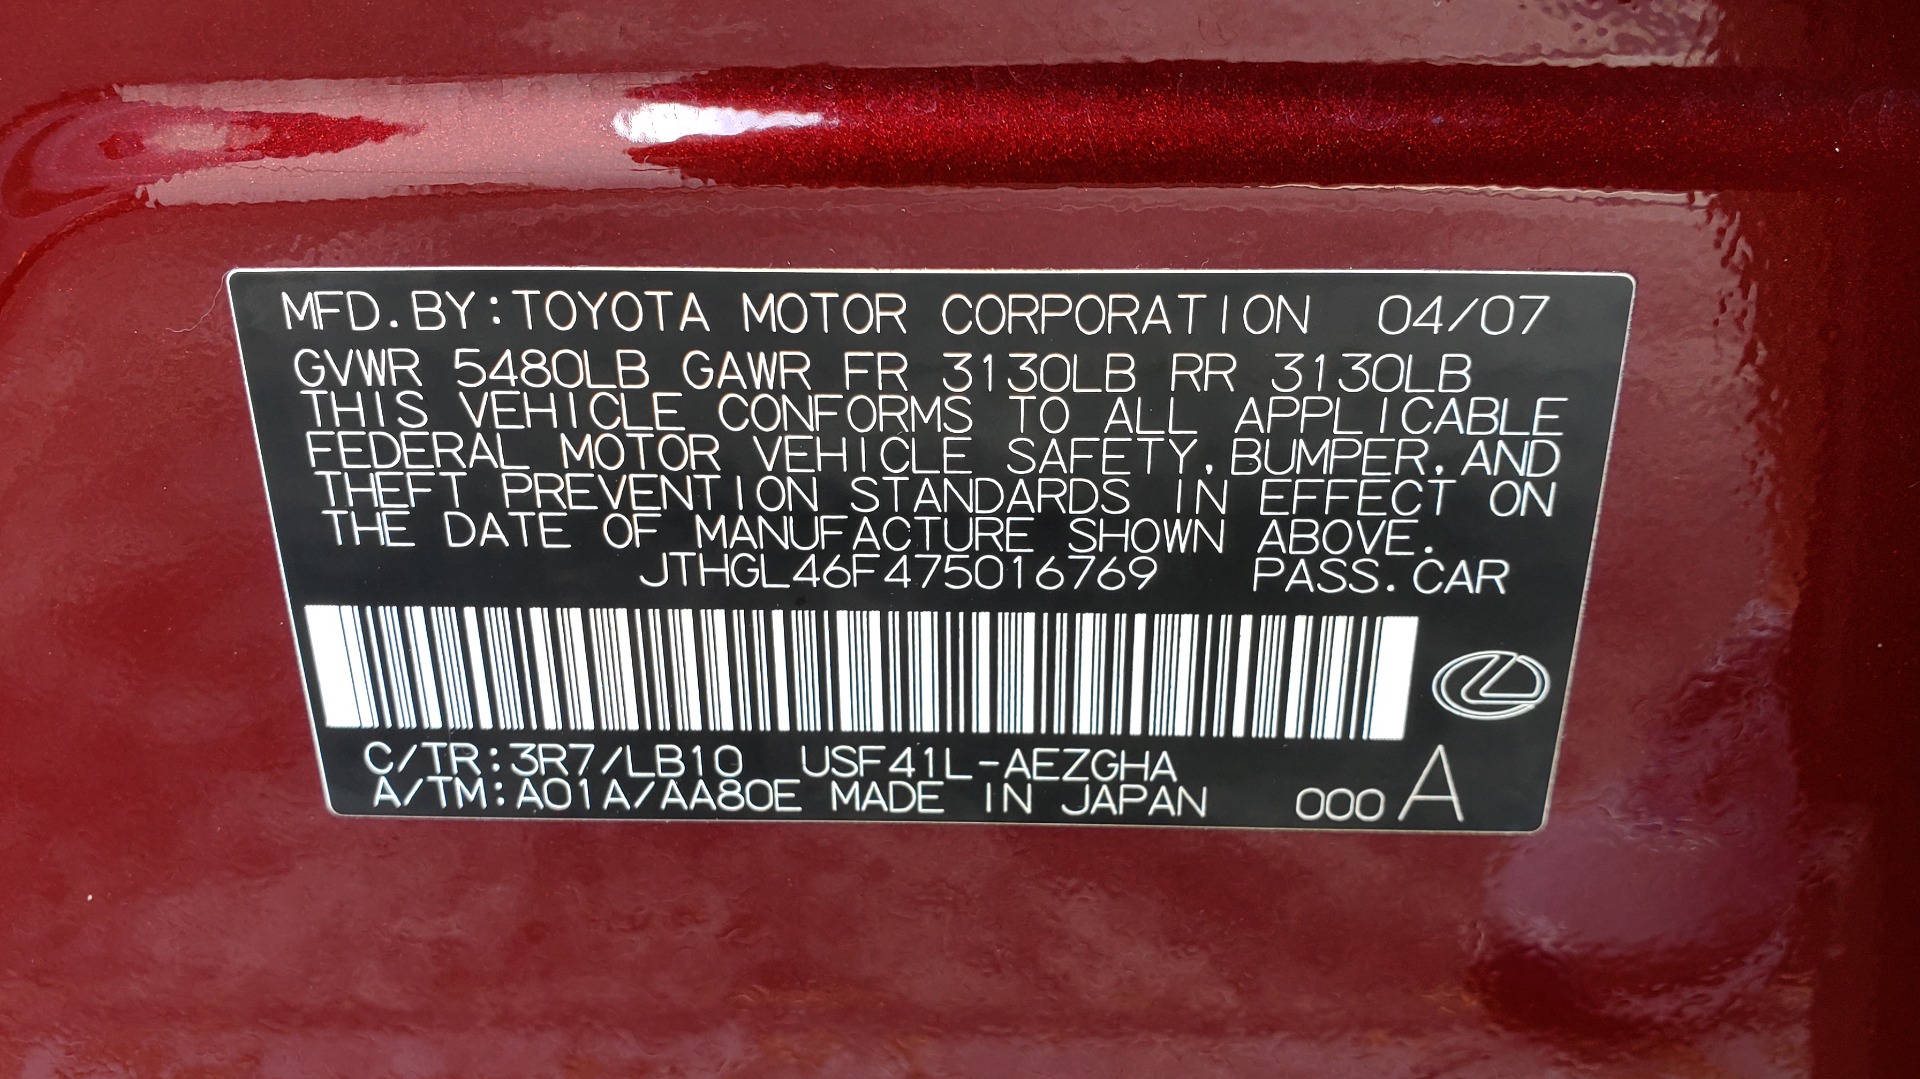 MFD. BY: TOYOTA MOTOR CORPORATION 04/07
GVWR 5480LB GAWR FR 3130LB RR 3130LB
THIS VEHICLE CONFORMS TO ALL APPLICABLE
FEDERAL MOTOR VEHICLE SAFETY, BUMPER, AND
THEFT PREVENTION STANDARDS IN EFFECT ON
THE DATE OF MANUFACTURE SHOWN ABOVE.
JTHGL46F475016769 PASS. CAR
C/TR: 3R7/LB10 USF41L-AEZGHA
A/TM: A01A/AA80E MADE IN JAPAN 000 A